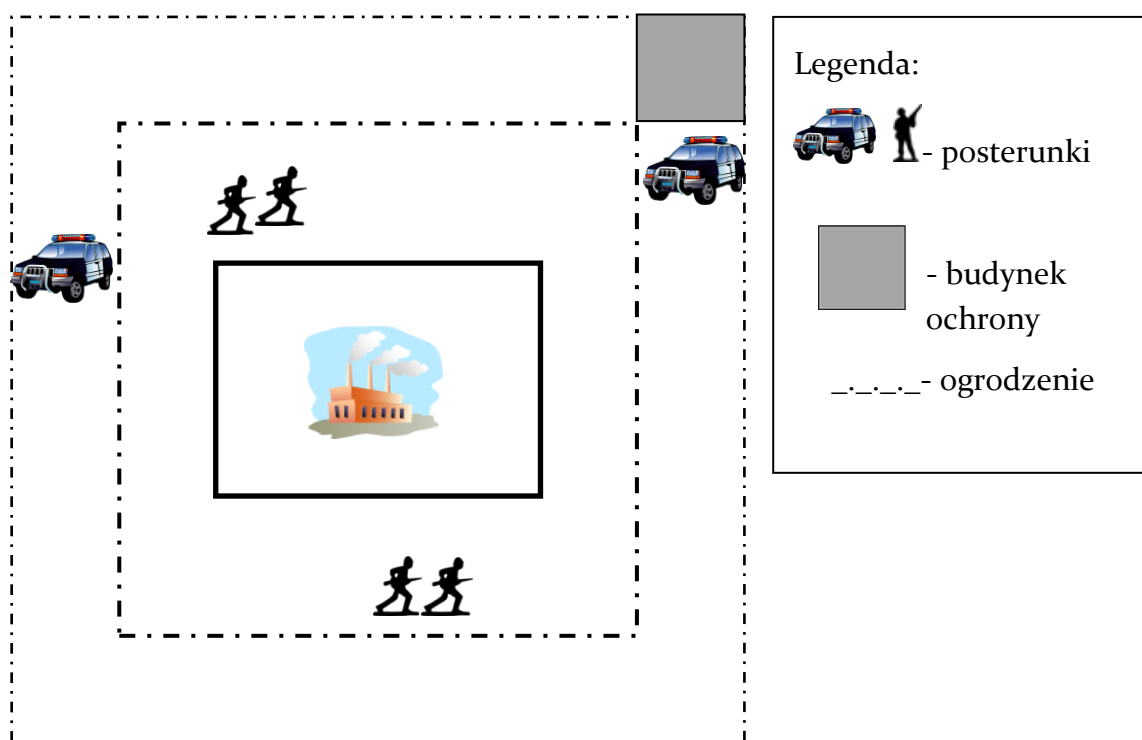 Legenda:
- posterunki
- budynek
ochrony
_._._._- ogrodzenie